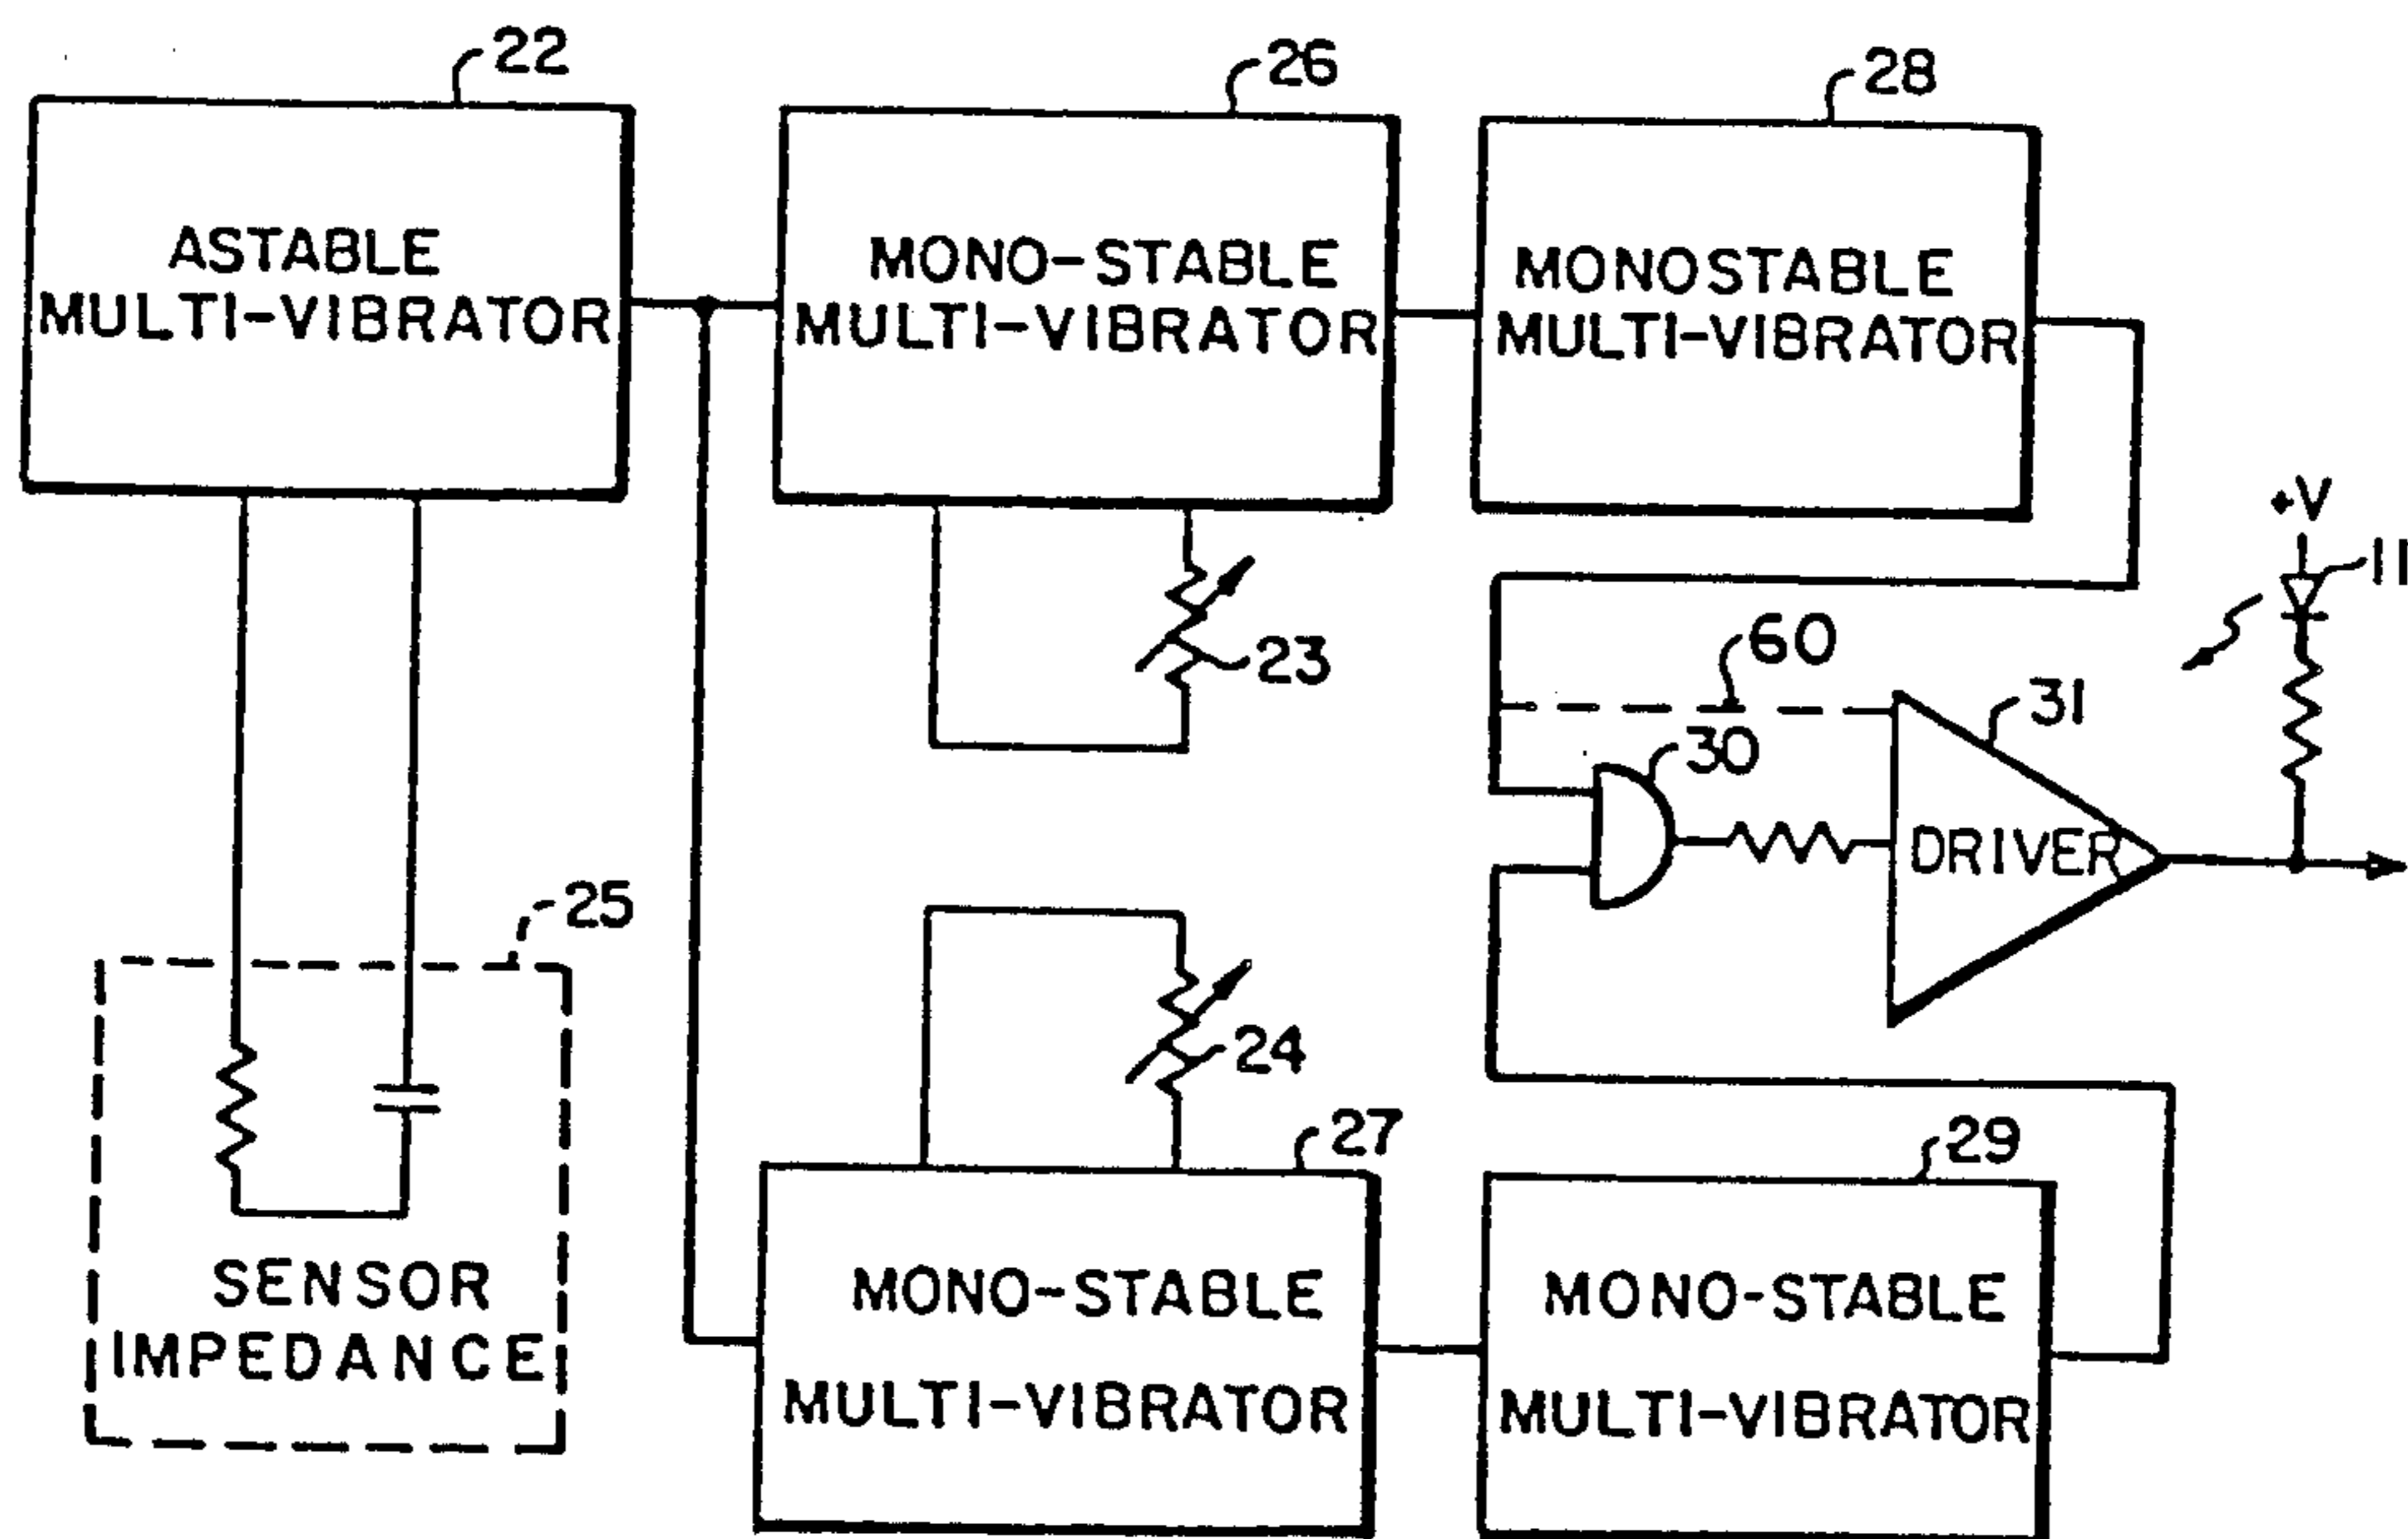 22
26
28
ASTABLE
MULTI-VIBRATOR
MONO-STABLE
MULTI-VIBRATOR
MONOSTABLE
MULTI-VIBRATOR
+V
11
23
60
31
30
DRIVER
25
24
27
29
SENSOR
IMPEDANCE
MONO-STABLE
MULTI-VIBRATOR
MONO-STABLE
MULTI-VIBRATOR